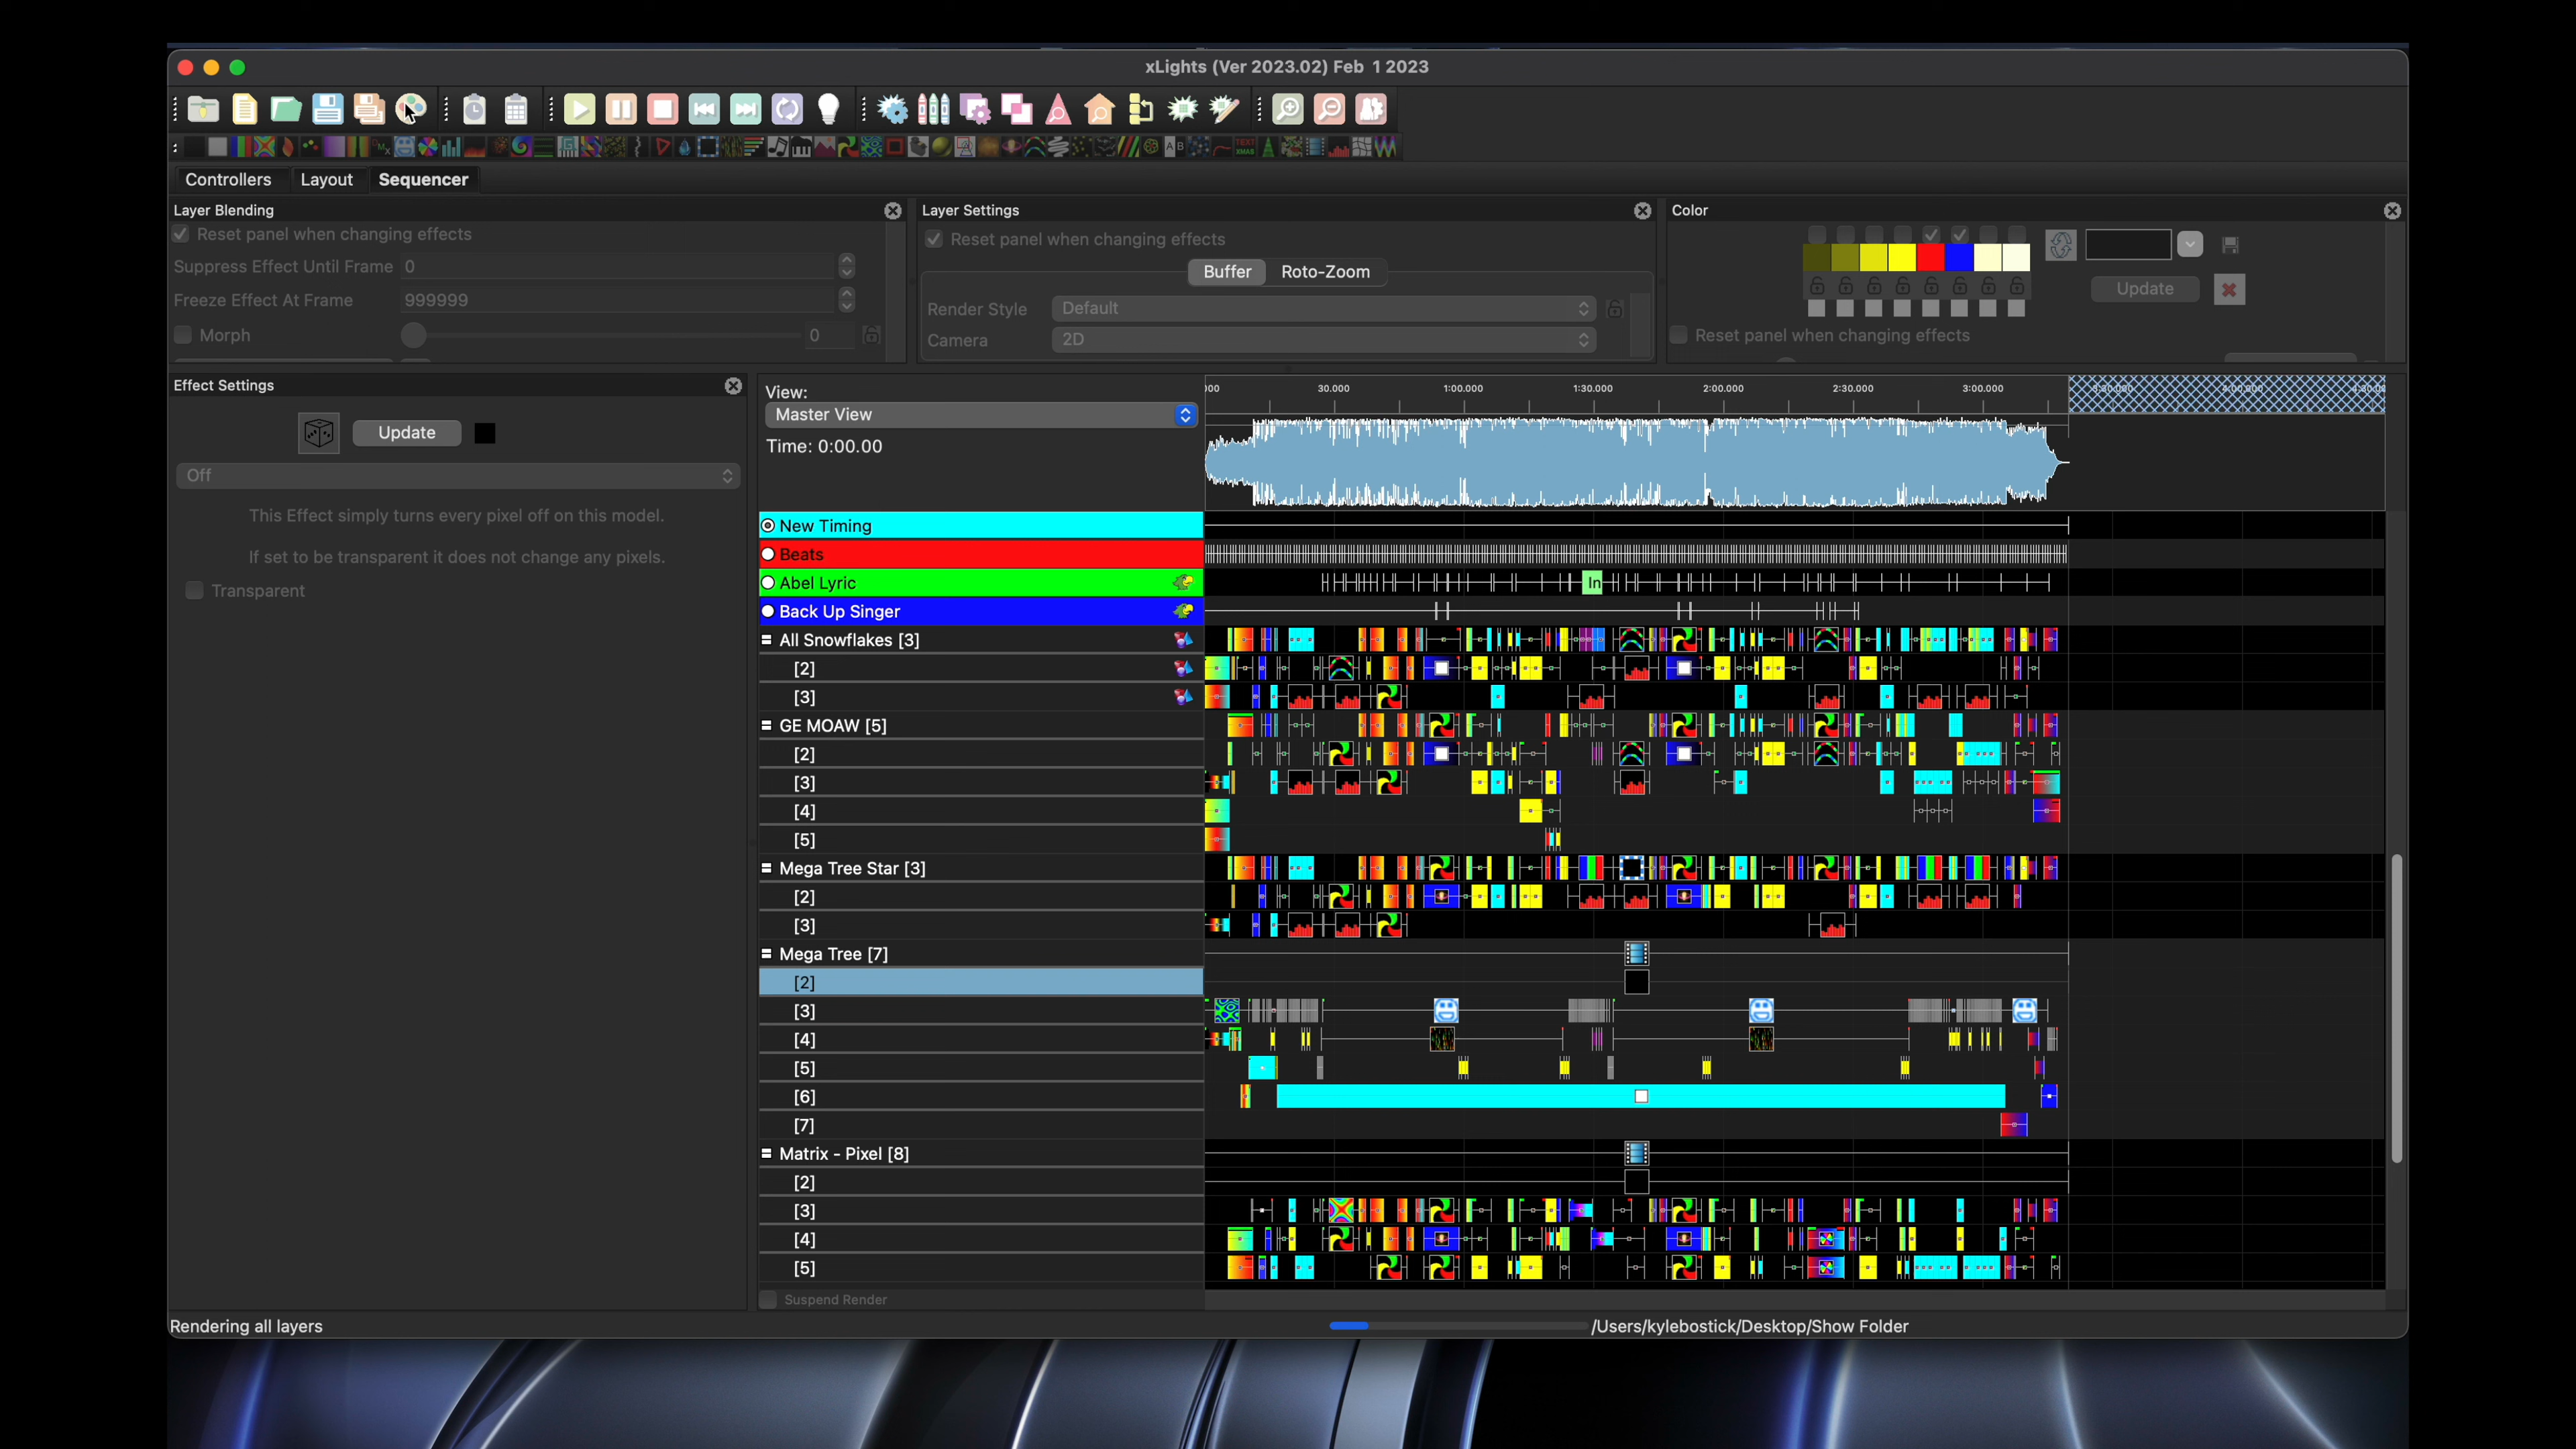 xLights (Ver 2023.02) Feb 1 2023
Controllers Layout Sequencer
Layer Blending
Reset panel when changing effects
Suppress Effect Until Frame 0
Freeze Effect At Frame 999999
Morph 0
Layer Settings
Reset panel when changing effects
Buffer Roto-Zoom
Render Style Default
Camera 2D
Color
Update
Reset panel when changing effects
Effect Settings
Update
Off
This Effect simply turns every pixel off on this model.
If set to be transparent it does not change any pixels.
Transparent
View:
Master View
Time: 0:00.00
30.000 1:00.000 1:30.000 2:00.000 2:30.000 3:00.000 3:30.000 4:00.000
New Timing
Beats
Abel Lyric In
Back Up Singer
All Snowflakes [3]
[2]
[3]
GE MOAW [5]
[2]
[3]
[4]
[5]
Mega Tree Star [3]
[2]
[3]
Mega Tree [7]
[2]
[3]
[4]
[5]
[6]
[7]
Matrix - Pixel [8]
[2]
[3]
[4]
[5]
Suspend Render
Rendering all layers /Users/kylebostick/Desktop/Show Folder